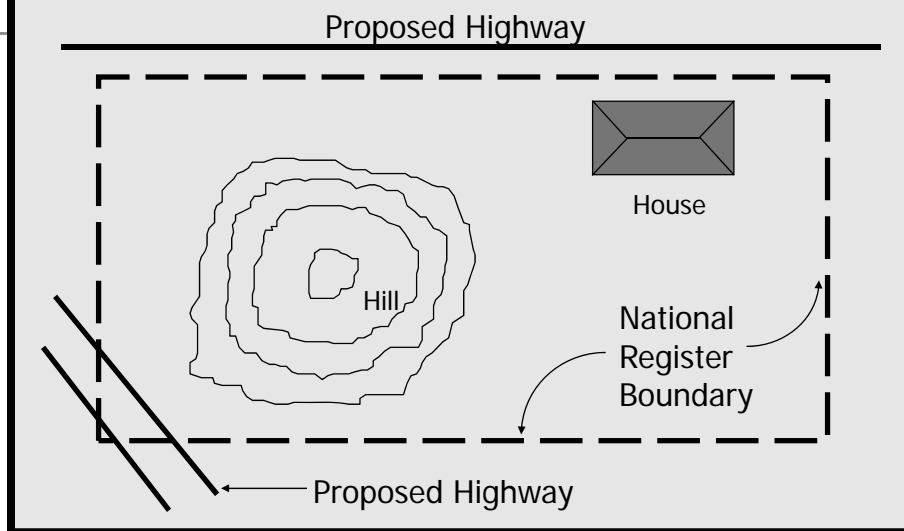 Proposed Highway
House
Hill
National
Register
Boundary
Proposed Highway